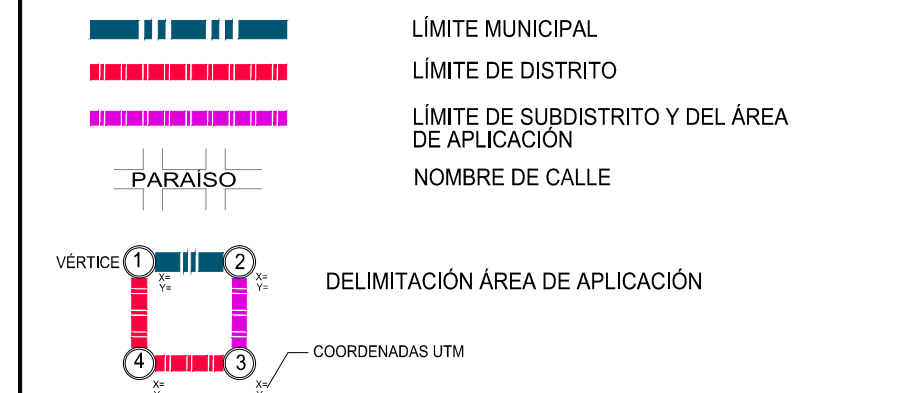 LÍMITE MUNICIPAL
LÍMITE DE DISTRITO
LÍMITE DE SUBDISTRITO Y DEL ÁREA
DE APLICACIÓN
PARAÍSO
NOMBRE DE CALLE
VÉRTICE 1 2
X=
Y=
X=
Y=
DELIMITACIÓN ÁREA DE APLICACIÓN
4 3
COORDENADAS UTM
X=
Y=
X=
Y=